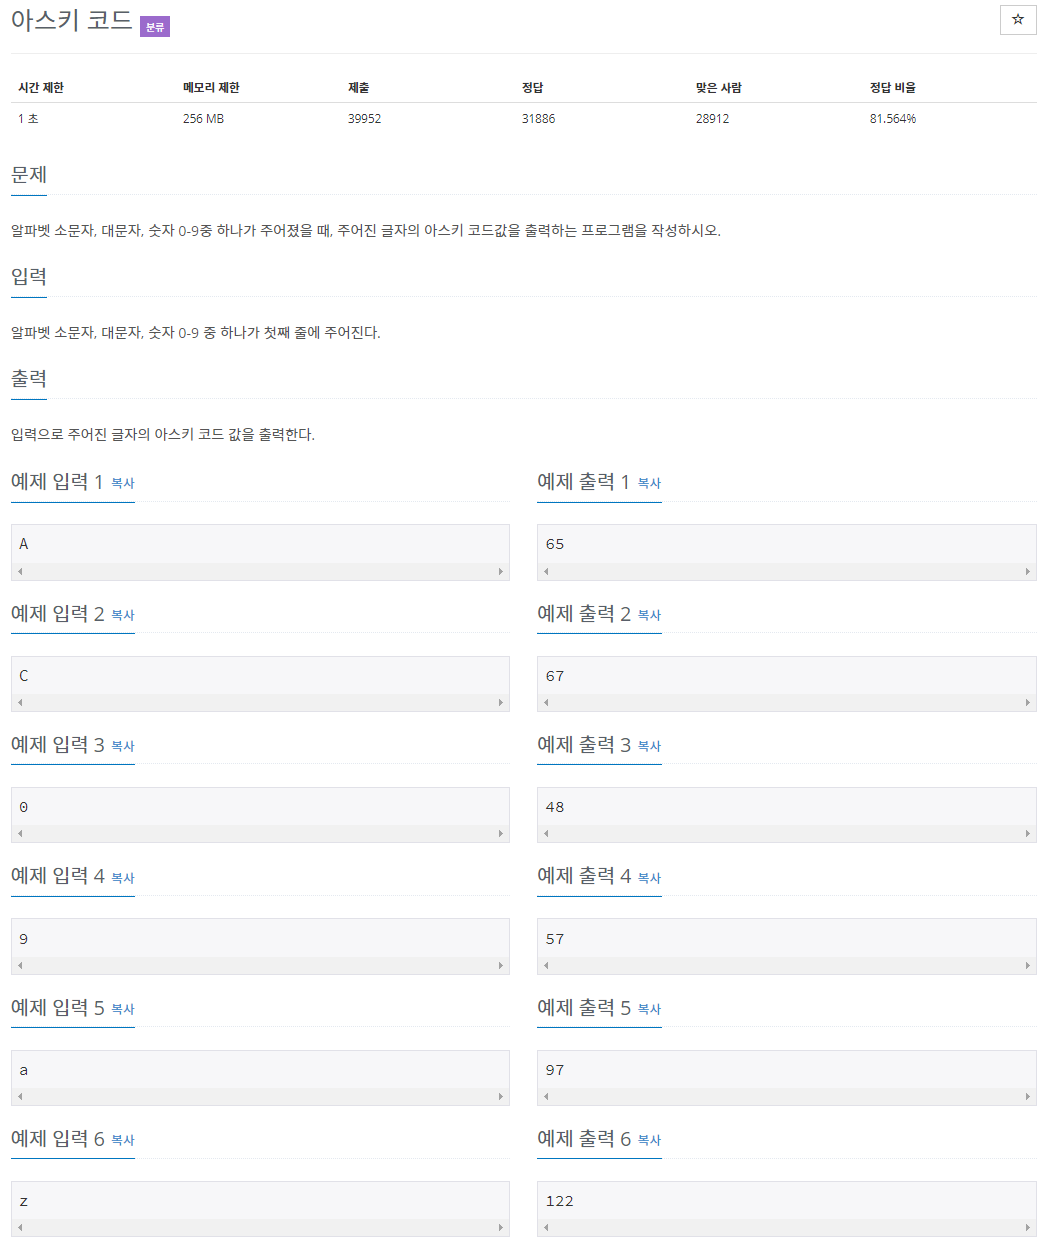 아스키 코드 분류
☆
시간 제한 메모리 제한 제출 정답 맞은 사람 정답 비율
1 초 256 MB 39952 31886 28912 81.564%
문제
알파벳 소문자, 대문자, 숫자 0-9중 하나가 주어졌을 때, 주어진 글자의 아스키 코드값을 출력하는 프로그램을 작성하시오.
입력
알파벳 소문자, 대문자, 숫자 0-9 중 하나가 첫째 줄에 주어진다.
출력
입력으로 주어진 글자의 아스키 코드 값을 출력한다.
예제 입력 1 복사 예제 출력 1 복사
A 65
예제 입력 2 복사 예제 출력 2 복사
C 67
예제 입력 3 복사 예제 출력 3 복사
0 48
예제 입력 4 복사 예제 출력 4 복사
9 57
예제 입력 5 복사 예제 출력 5 복사
a 97
예제 입력 6 복사 예제 출력 6 복사
z 122